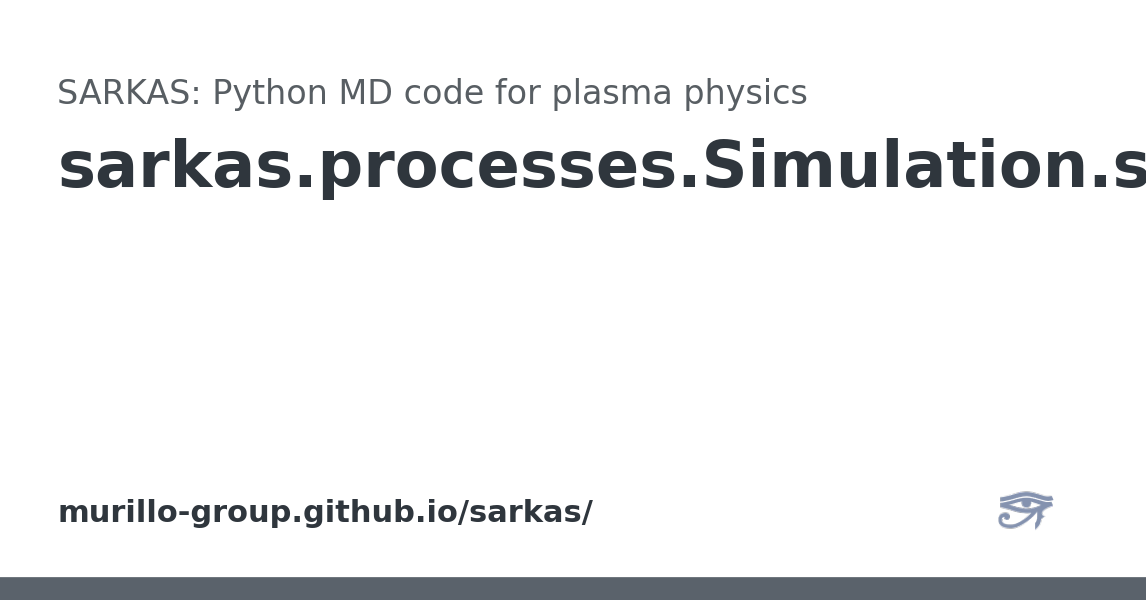 SARKAS: Python MD code for plasma physics
sarkas.processes.Simulation.s
murillo-group.github.io/sarkas/